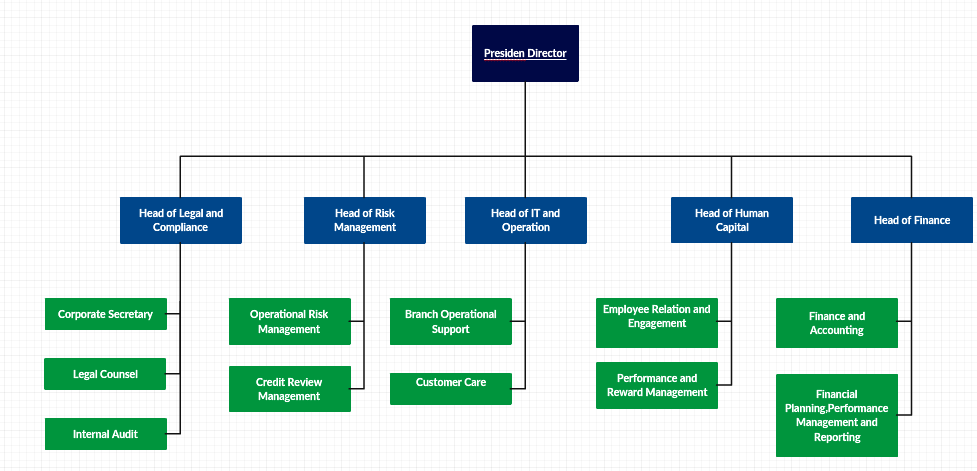 Presiden Director
Head of Legal and
Compliance
Head of Risk
Management
Head of IT and
Operation
Head of Human
Capital
Head of Finance
Corporate Secretary
Legal Counsel
Internal Audit
Operational Risk
Management
Credit Review
Management
Branch Operational
Support
Customer Care
Employee Relation and
Engagement
Performance and
Reward Management
Finance and
Accounting
Financial
Planning,Performance
Management and
Reporting